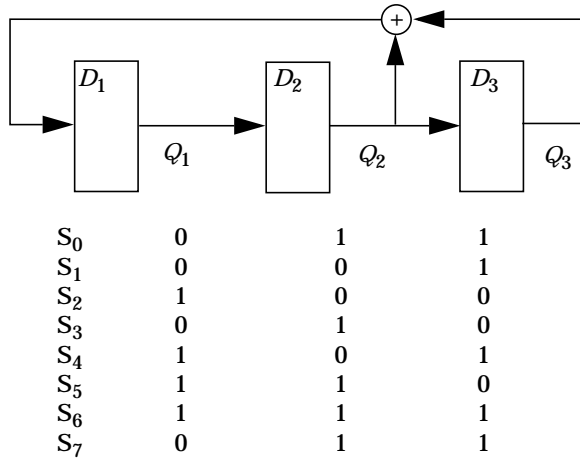 +
D₁ D₂ D₃
Q₁ Q₂ Q₃
S₀ 0 1 1
S₁ 0 0 1
S₂ 1 0 0
S₃ 0 1 0
S₄ 1 0 1
S₅ 1 1 0
S₆ 1 1 1
S₇ 0 1 1